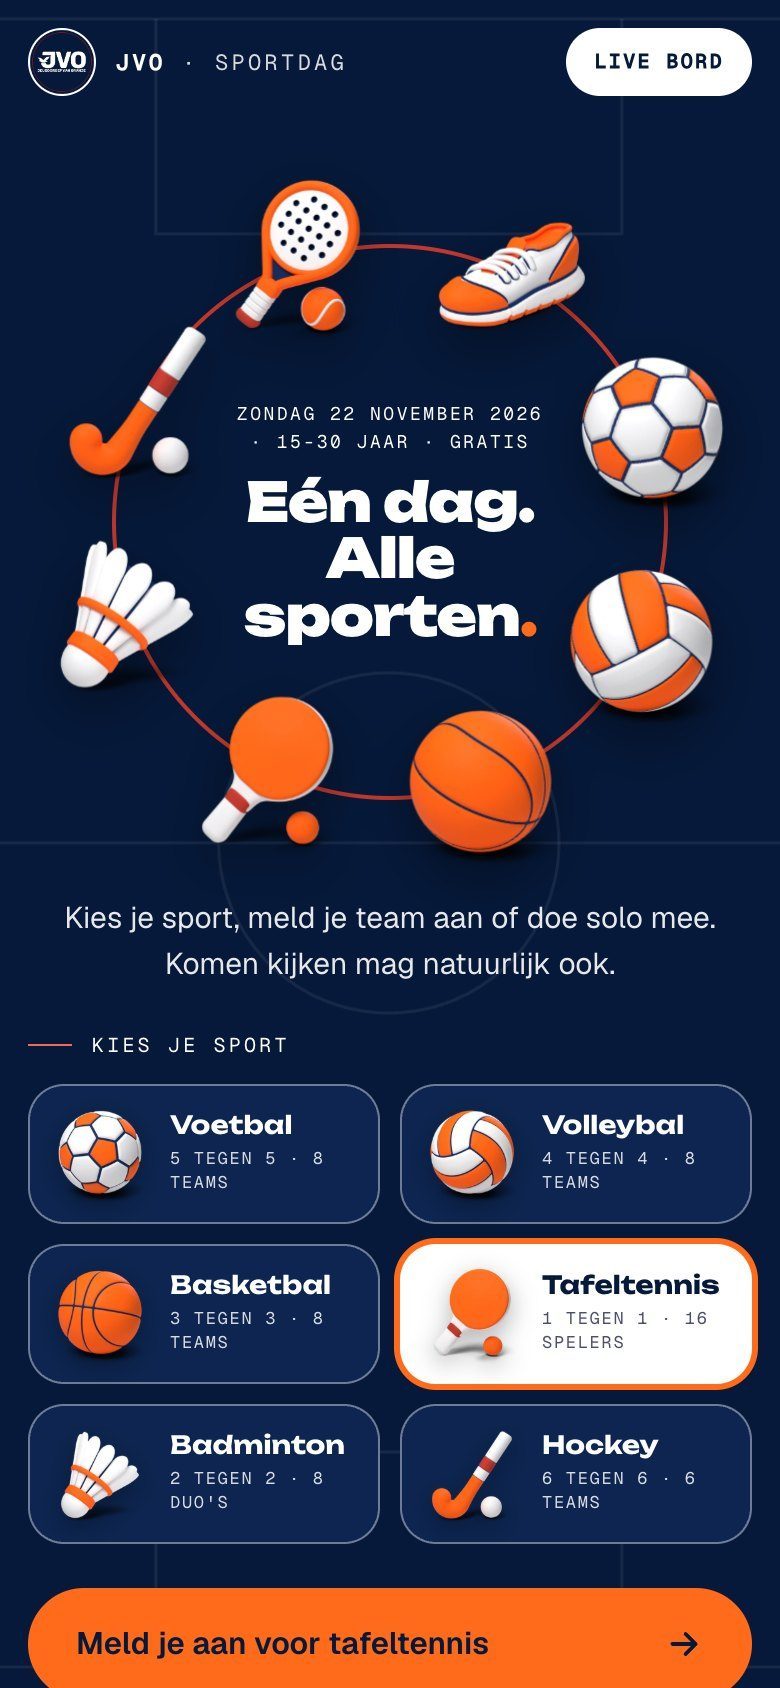 JVO
JVO · SPORTDAG
LIVE BORD
ZONDAG 22 NOVEMBER 2026
· 15-30 JAAR · GRATIS
Eén dag.
Alle
sporten.
Kies je sport, meld je team aan of doe solo mee.
Komen kijken mag natuurlijk ook.
KIES JE SPORT
Voetbal
5 TEGEN 5 · 8
TEAMS
Volleybal
4 TEGEN 4 · 8
TEAMS
Basketbal
3 TEGEN 3 · 8
TEAMS
Tafeltennis
1 TEGEN 1 · 16
SPELERS
Badminton
2 TEGEN 2 · 8
DUO'S
Hockey
6 TEGEN 6 · 6
TEAMS
Meld je aan voor tafeltennis →